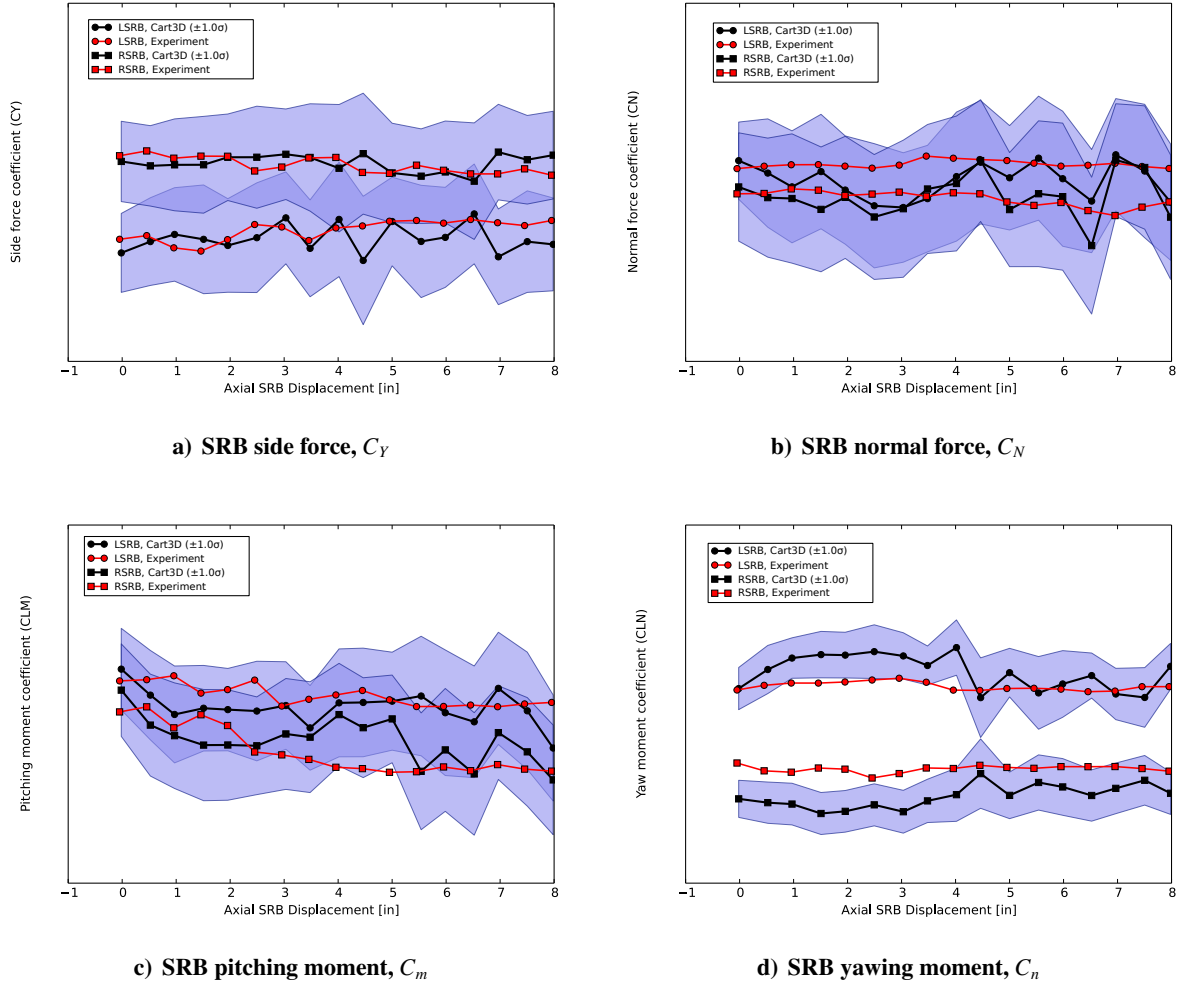 LSRB, Cart3D (±1.0σ)
LSRB, Experiment
RSRB, Cart3D (±1.0σ)
RSRB, Experiment
Side force coefficient (CY)
−1 0 1 2 3 4 5 6 7 8
Axial SRB Displacement [in]
a) SRB side force, C_Y
LSRB, Cart3D (±1.0σ)
LSRB, Experiment
RSRB, Cart3D (±1.0σ)
RSRB, Experiment
Normal force coefficient (CN)
−1 0 1 2 3 4 5 6 7 8
Axial SRB Displacement [in]
b) SRB normal force, C_N
LSRB, Cart3D (±1.0σ)
LSRB, Experiment
RSRB, Cart3D (±1.0σ)
RSRB, Experiment
Pitching moment coefficient (CLM)
−1 0 1 2 3 4 5 6 7 8
Axial SRB Displacement [in]
c) SRB pitching moment, C_m
LSRB, Cart3D (±1.0σ)
LSRB, Experiment
RSRB, Cart3D (±1.0σ)
RSRB, Experiment
Yaw moment coefficient (CLN)
−1 0 1 2 3 4 5 6 7 8
Axial SRB Displacement [in]
d) SRB yawing moment, C_n